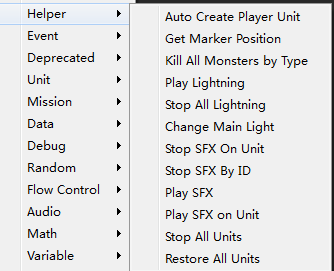 Helper
Event
Deprecated
Unit
Mission
Data
Debug
Random
Flow Control
Audio
Math
Variable
Auto Create Player Unit
Get Marker Position
Kill All Monsters by Type
Play Lightning
Stop All Lightning
Change Main Light
Stop SFX On Unit
Stop SFX By ID
Play SFX
Play SFX on Unit
Stop All Units
Restore All Units